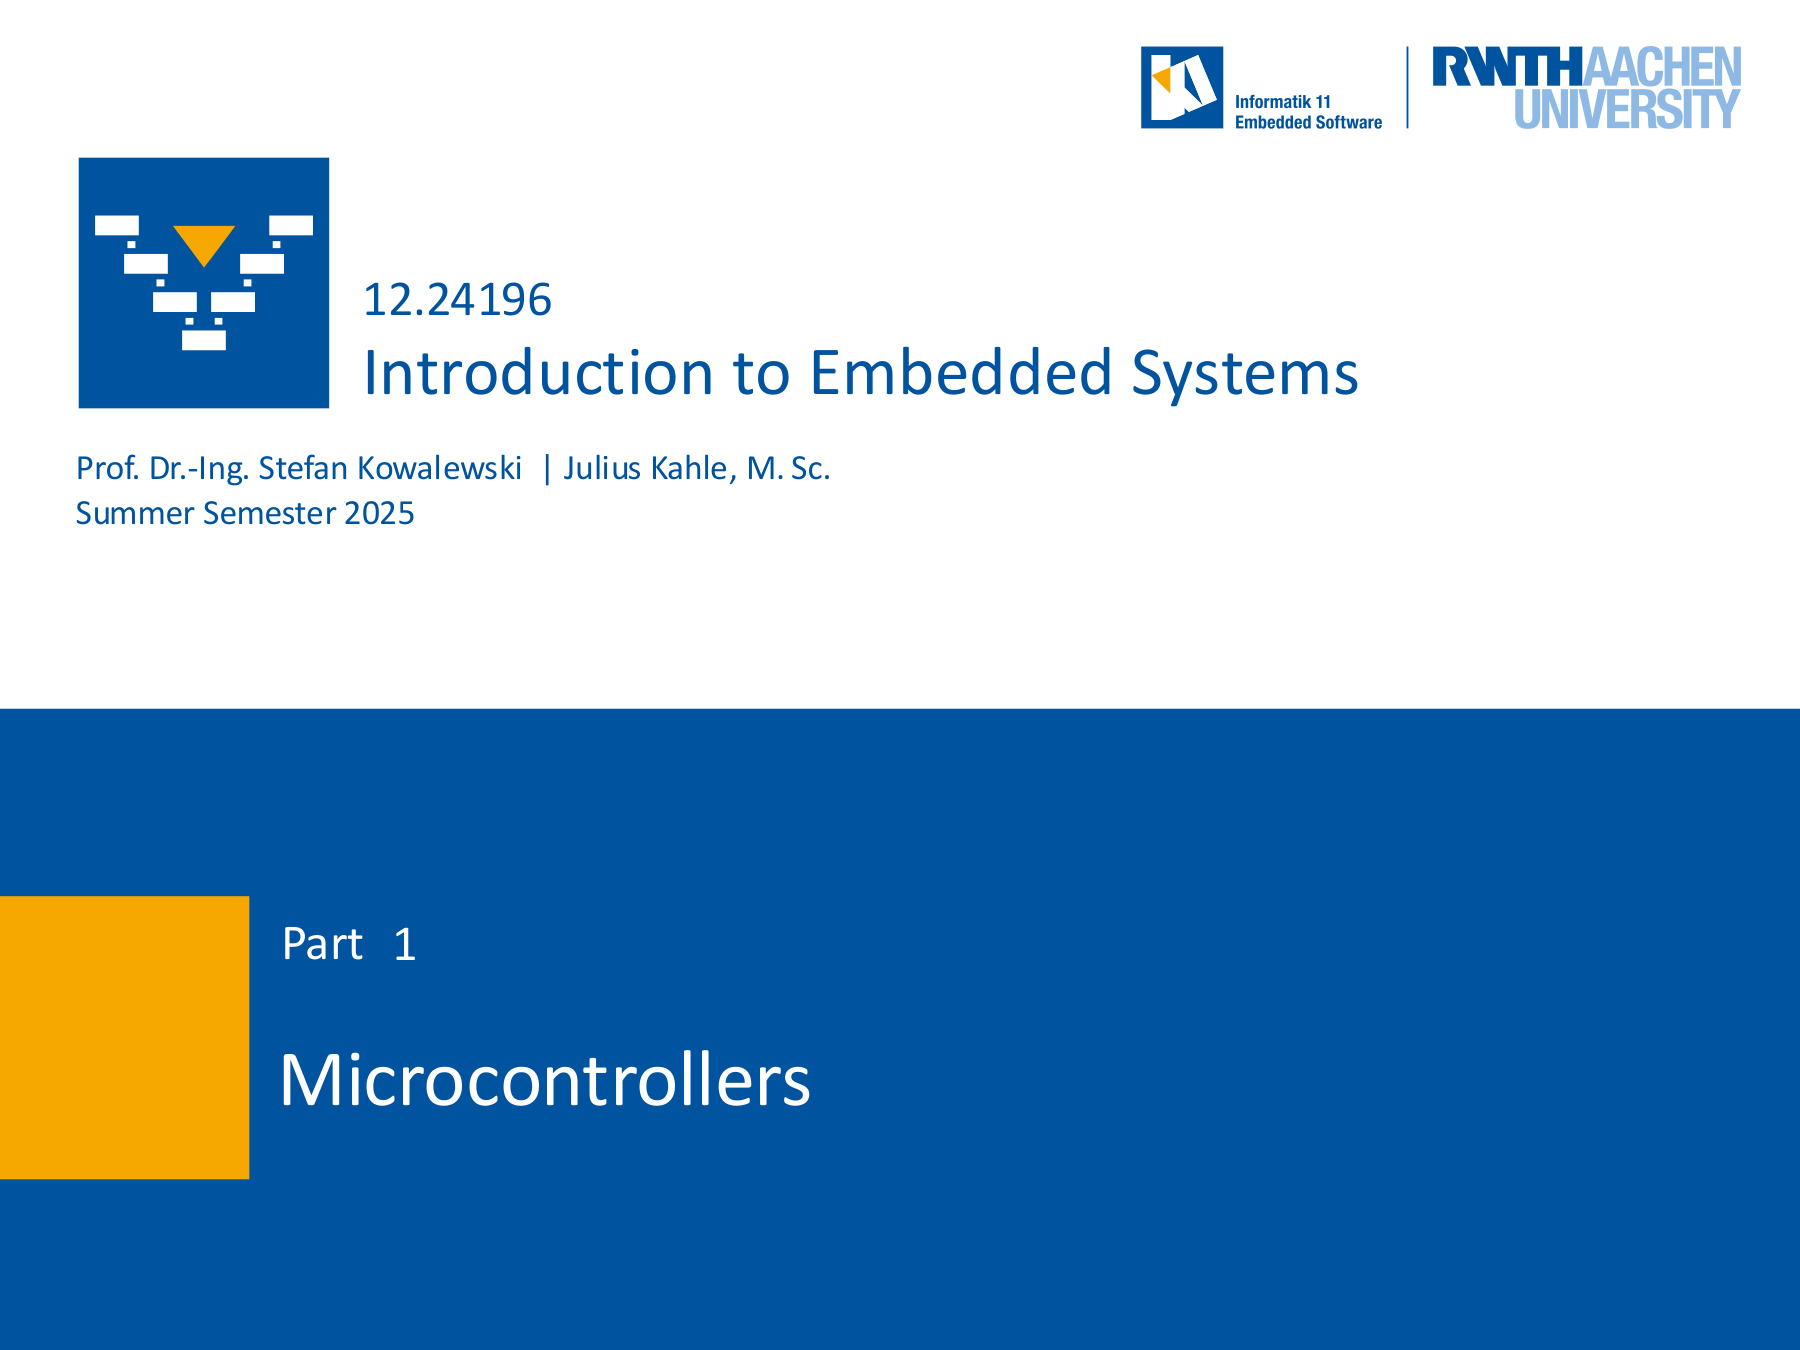 Informatik 11
Embedded Software
RWTHAACHEN
UNIVERSITY
12.24196
Introduction to Embedded Systems
Prof. Dr.-Ing. Stefan Kowalewski | Julius Kahle, M. Sc.
Summer Semester 2025
Part 1
Microcontrollers